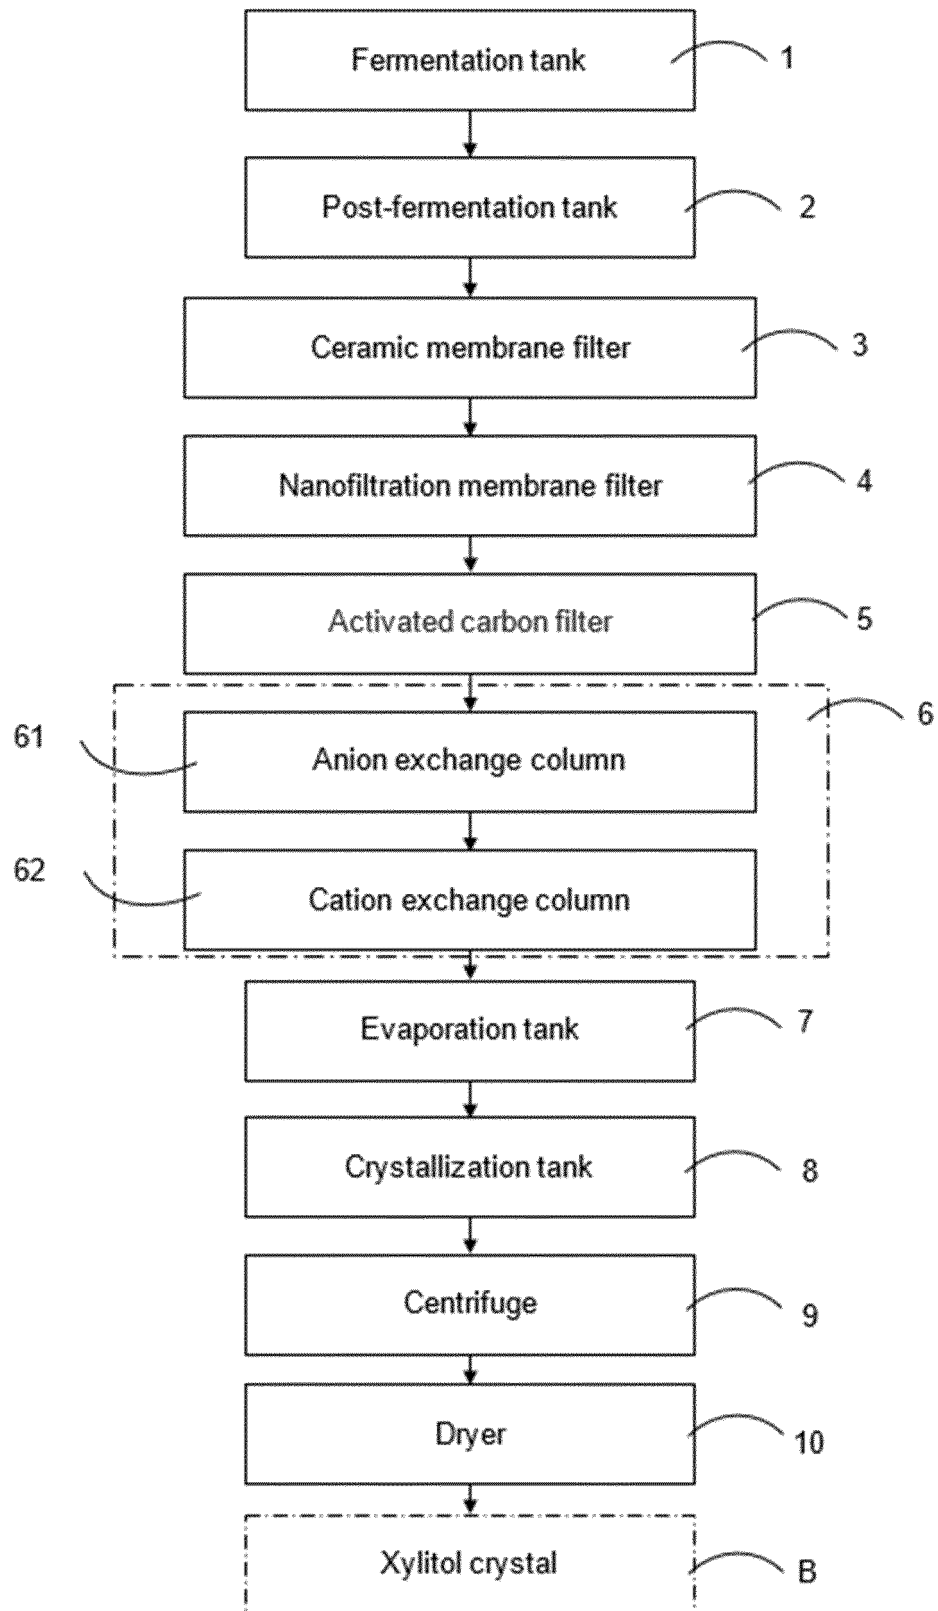 Fermentation tank
1
Post-fermentation tank
2
Ceramic membrane filter
3
Nanofiltration membrane filter
4
Activated carbon filter
5
6
61
Anion exchange column
62
Cation exchange column
Evaporation tank
7
Crystallization tank
8
Centrifuge
9
Dryer
10
Xylitol crystal
B